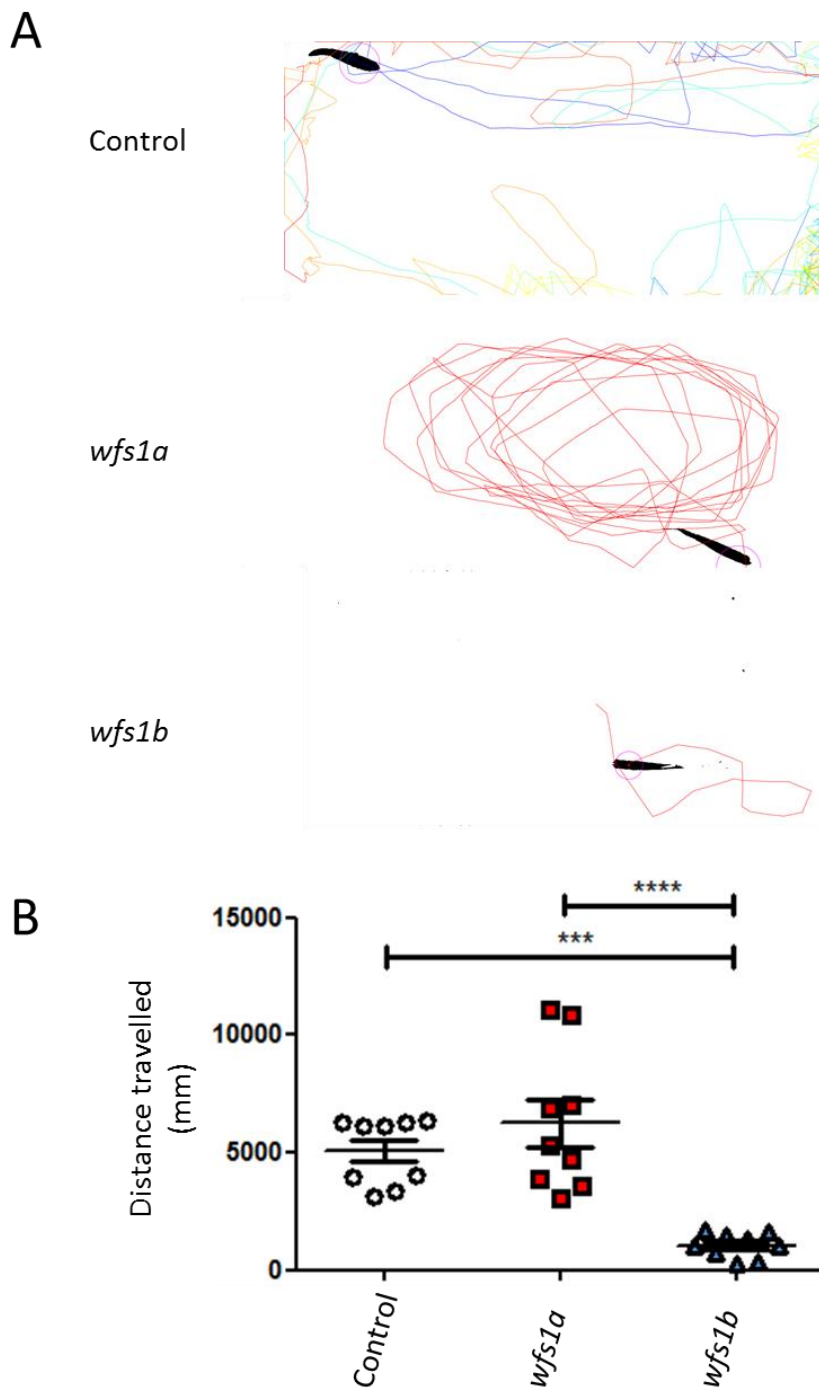 A
Control
wfs1a
wfs1b
B
****
15000
***
10000
Distance travelled
(mm)
5000
0
Control
wfs1a
wfs1b